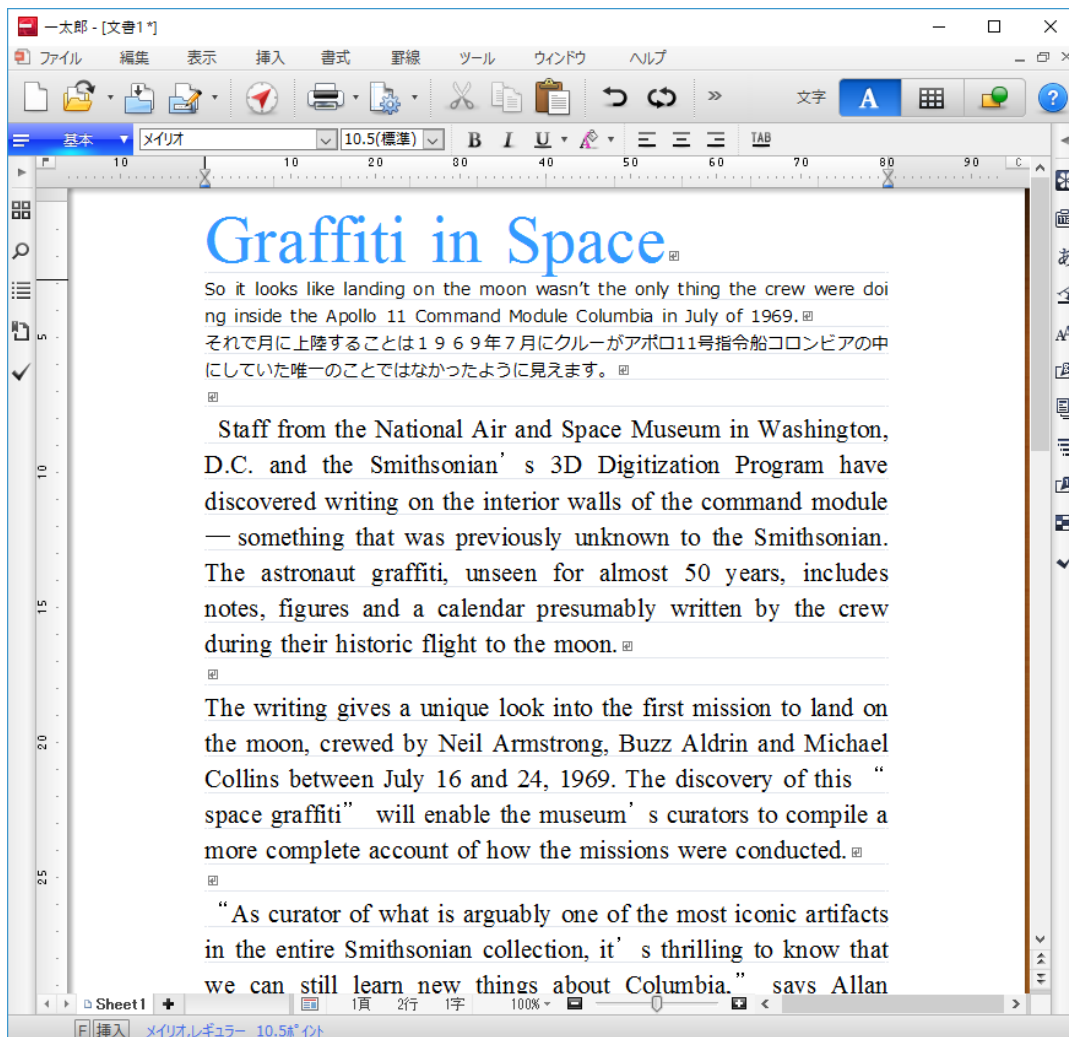 一太郎 - [文書1 *]
ファイル 編集 表示 挿入 書式 罫線 ツール ウィンドウ ヘルプ
文字 A
基本 メイリオ 10.5(標準) B I U TAB
10 10 20 30 40 50 60 70 80 90
Graffiti in Space
So it looks like landing on the moon wasn't the only thing the crew were doi
ng inside the Apollo 11 Command Module Columbia in July of 1969.
それで月に上陸することは１９６９年７月にクルーがアポロ11号指令船コロンビアの中
にしていた唯一のことではなかったように見えます。
Staff from the National Air and Space Museum in Washington,
D.C. and the Smithsonian’s 3D Digitization Program have
discovered writing on the interior walls of the command module
— something that was previously unknown to the Smithsonian.
The astronaut graffiti, unseen for almost 50 years, includes
notes, figures and a calendar presumably written by the crew
during their historic flight to the moon.
The writing gives a unique look into the first mission to land on
the moon, crewed by Neil Armstrong, Buzz Aldrin and Michael
Collins between July 16 and 24, 1969. The discovery of this “
space graffiti” will enable the museum’s curators to compile a
more complete account of how the missions were conducted.
“As curator of what is arguably one of the most iconic artifacts
in the entire Smithsonian collection, it’s thrilling to know that
we can still learn new things about Columbia,” says Allan
5
10
15
20
25
Sheet1 1頁 2行 1字 100%
挿入 メイリオ,レギュラー 10.5ﾎﾟｲﾝﾄ